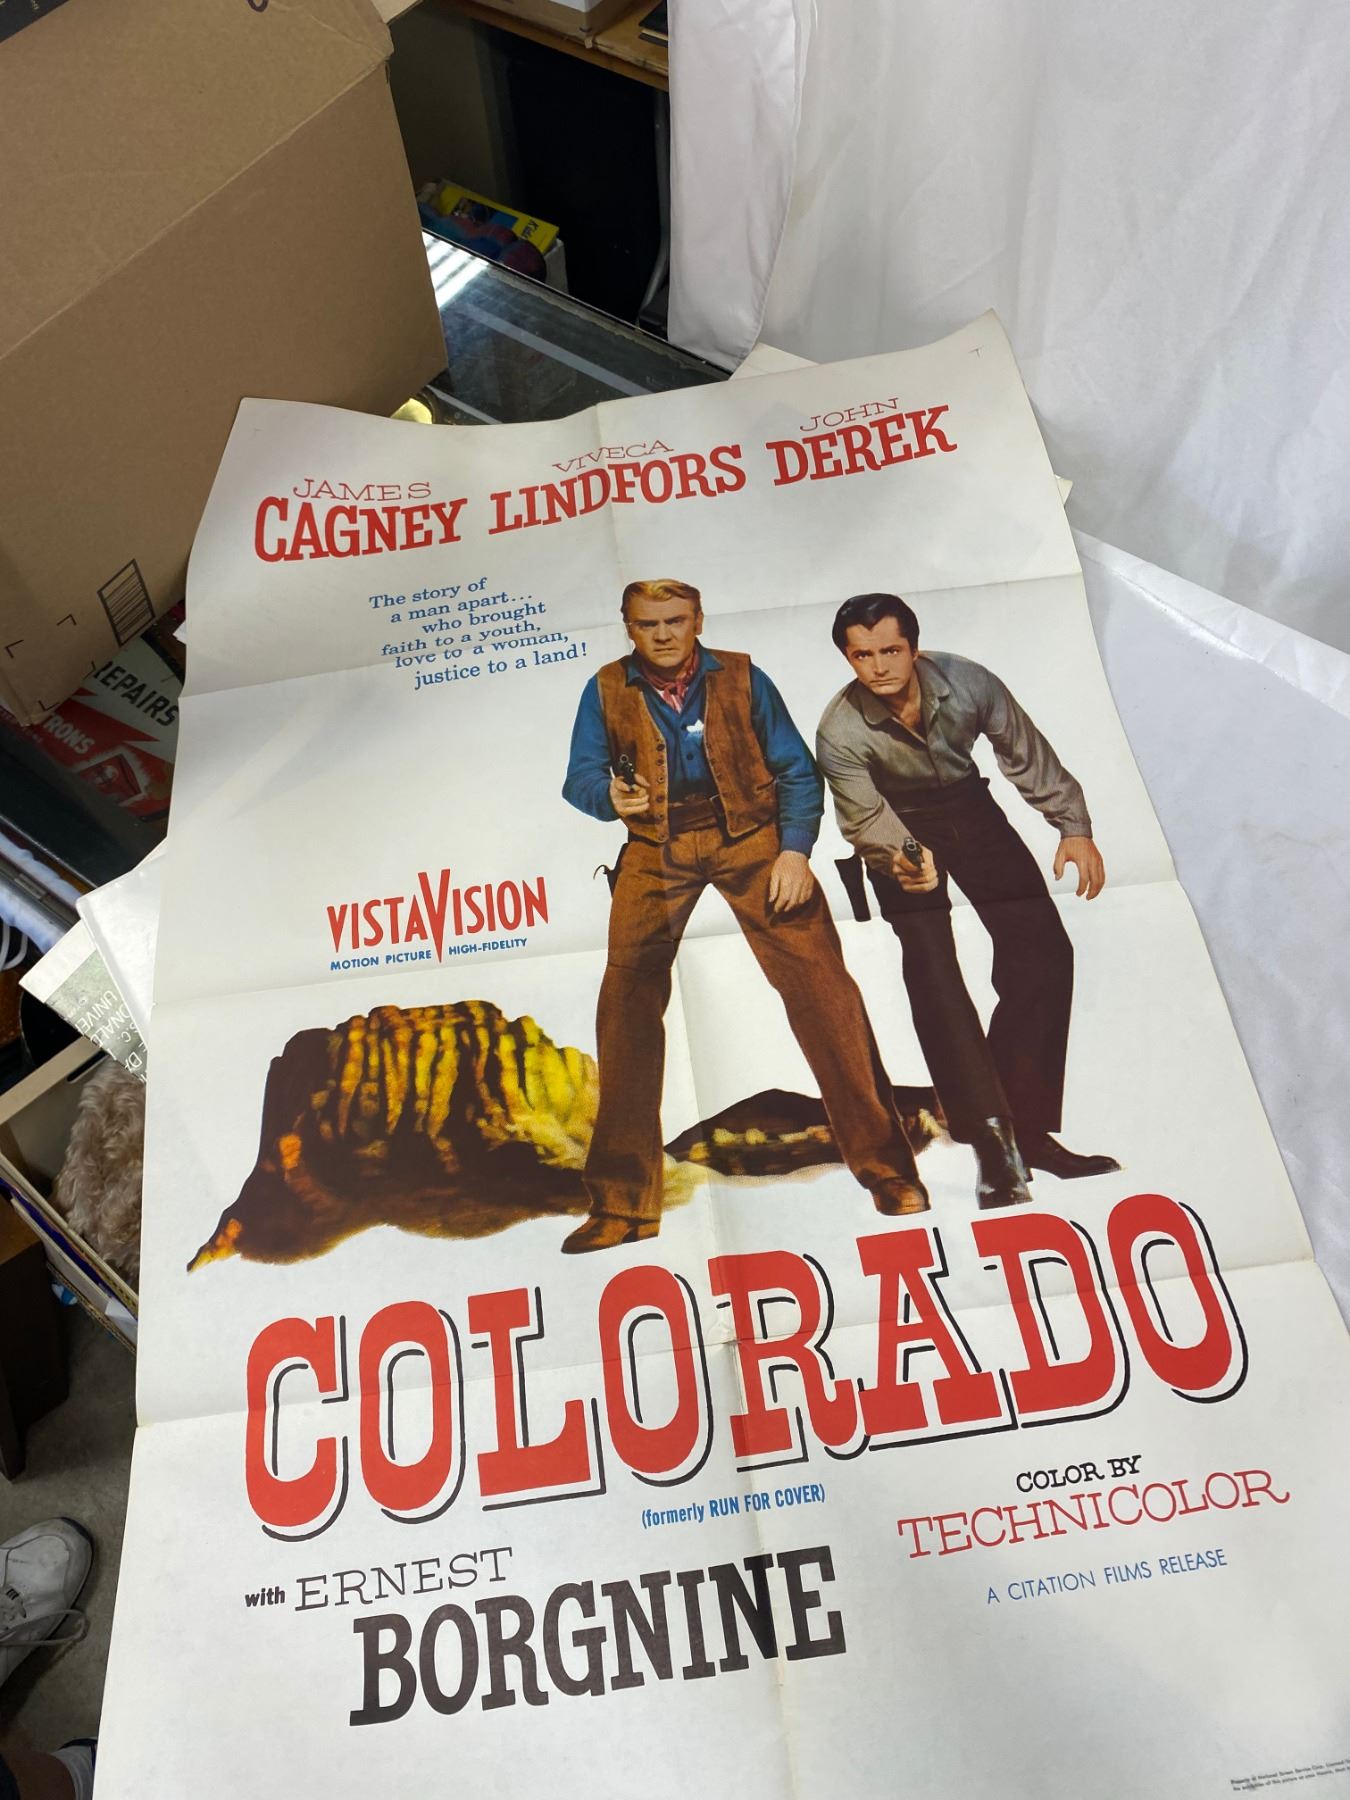 JAMES VIVECA JOHN
CAGNEY LINDFORS DEREK
The story of
a man apart...
who brought
faith to a youth,
love to a woman,
justice to a land!
VISTAVISION
MOTION PICTURE HIGH-FIDELITY
COLORADO
(formerly RUN FOR COVER)
COLOR BY
TECHNICOLOR
A CITATION FILMS RELEASE
with ERNEST
BORGNINE
REPAIRS
TRONS